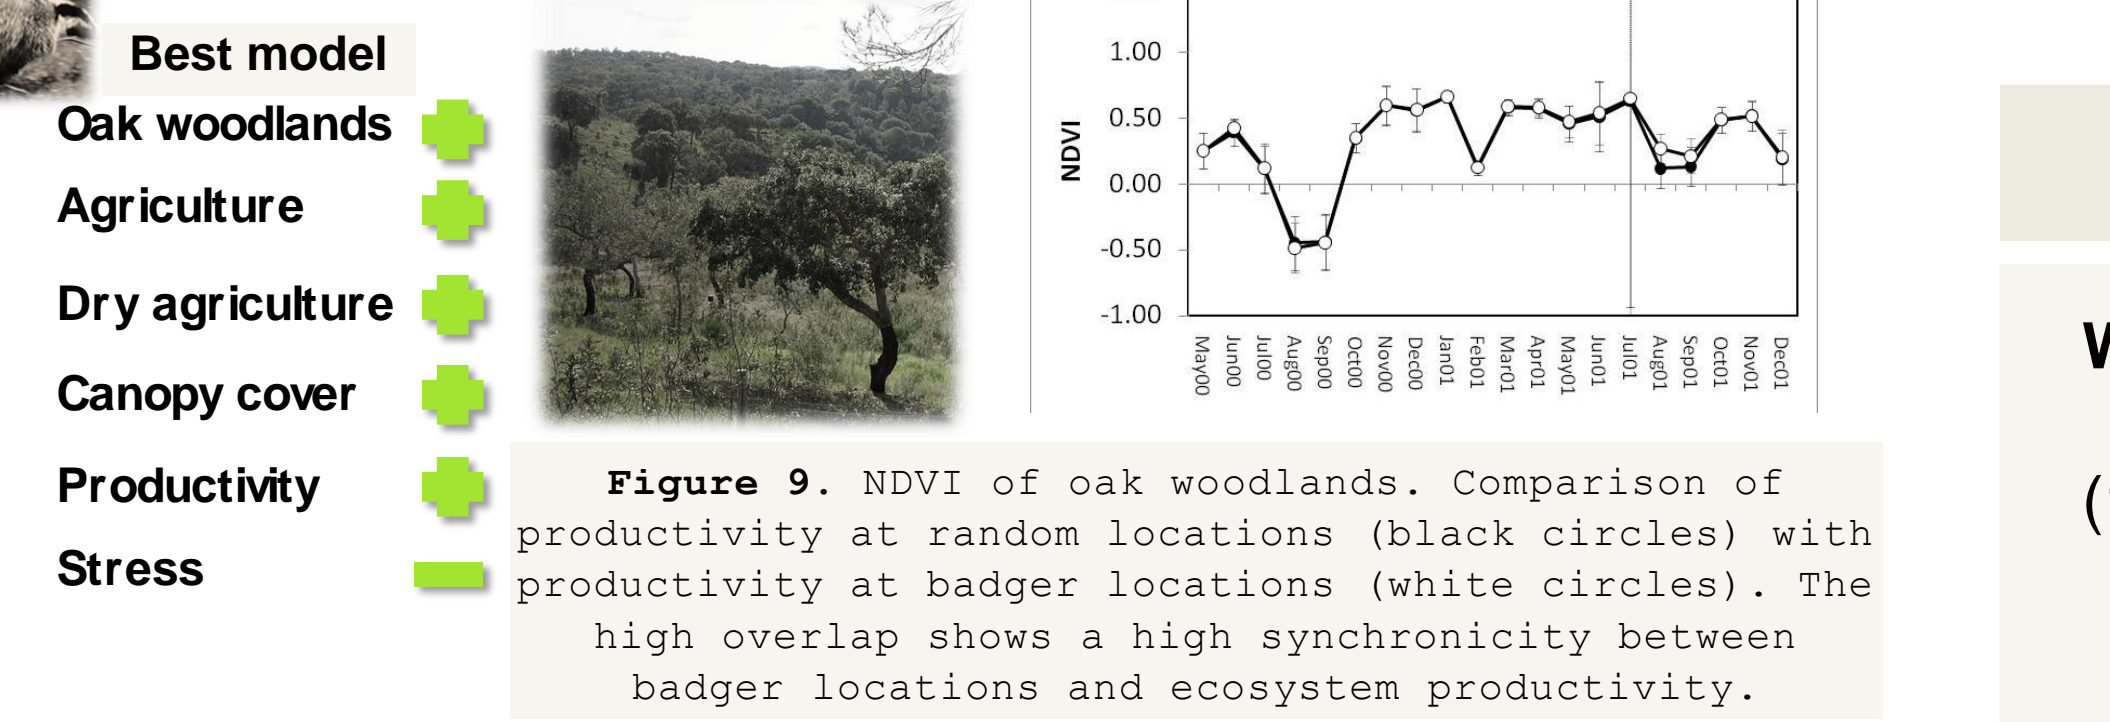 Best model
Oak woodlands
Agriculture
Dry agriculture
Canopy cover
Productivity
Stress
NDVI
1.00
0.50
0.00
-0.50
-1.00
May00
Jun00
Jul00
Aug00
Sep00
Oct00
Nov00
Dec00
Jan01
Feb01
Mar01
Apr01
May01
Jun01
Jul01
Aug01
Sep01
Oct01
Nov01
Dec01
Figure 9. NDVI of oak woodlands. Comparison of
productivity at random locations (black circles) with
productivity at badger locations (white circles). The
high overlap shows a high synchronicity between
badger locations and ecosystem productivity.